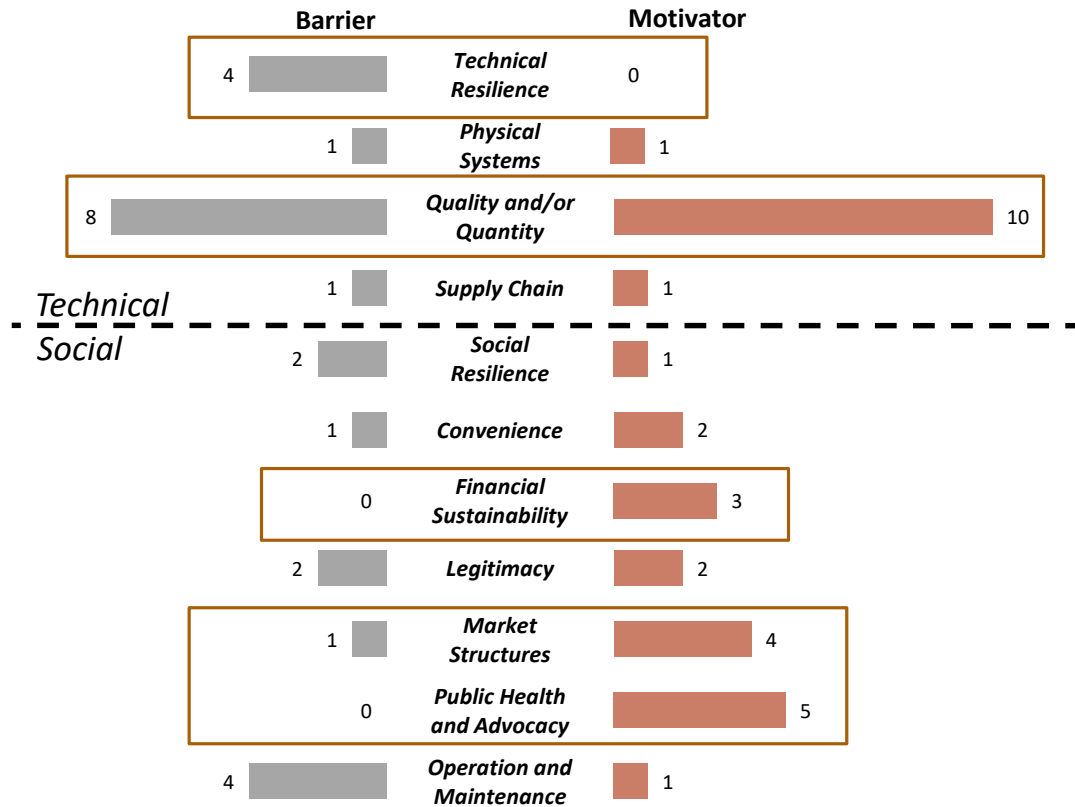 Barrier Motivator
4 Technical 0
Resilience
1 Physical 1
Systems
8 Quality and/or 10
Quantity
1 Supply Chain 1
Technical
Social
2 Social 1
Resilience
1 Convenience 2
0 Financial 3
Sustainability
2 Legitimacy 2
1 Market 4
Structures
0 Public Health 5
and Advocacy
4 Operation and 1
Maintenance